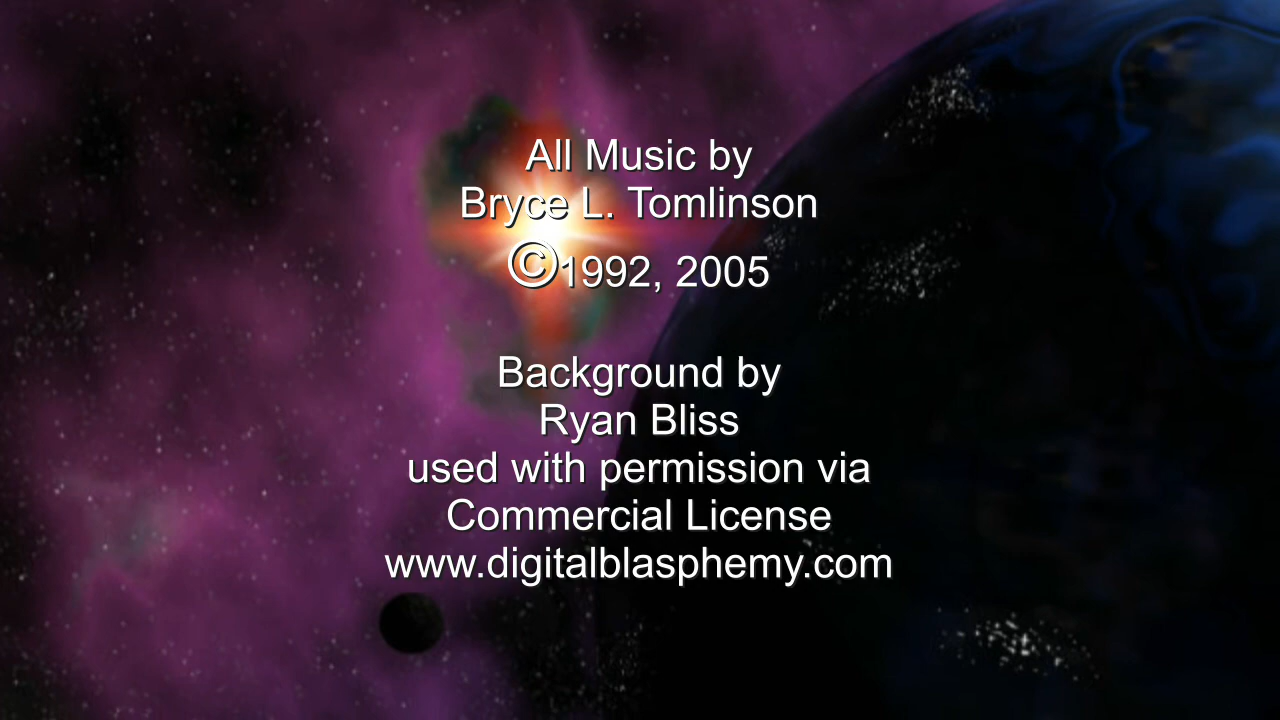 All Music by
Bryce L. Tomlinson
©1992, 2005
Background by
Ryan Bliss
used with permission via
Commercial License
www.digitalblasphemy.com